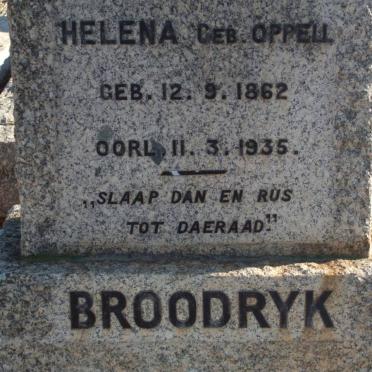 HELENA GEB. OPPELL
GEB. 12. 9. 1862
OORL. 11. 3. 1935.
„SLAAP DAN EN RUS
TOT DAERAAD."
BROODRYK